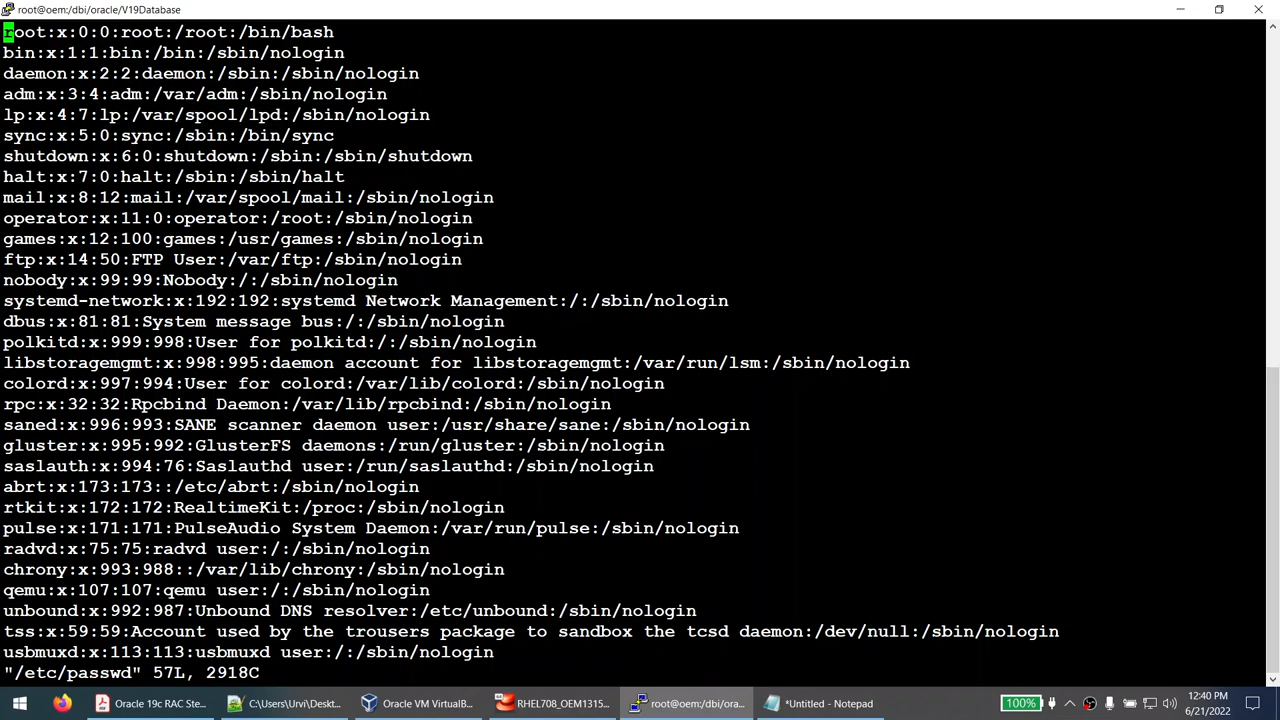 root@oem:/dbi/oracle/V19Database
root:x:0:0:root:/root:/bin/bash
bin:x:1:1:bin:/bin:/sbin/nologin
daemon:x:2:2:daemon:/sbin:/sbin/nologin
adm:x:3:4:adm:/var/adm:/sbin/nologin
lp:x:4:7:lp:/var/spool/lpd:/sbin/nologin
sync:x:5:0:sync:/sbin:/bin/sync
shutdown:x:6:0:shutdown:/sbin:/sbin/shutdown
halt:x:7:0:halt:/sbin:/sbin/halt
mail:x:8:12:mail:/var/spool/mail:/sbin/nologin
operator:x:11:0:operator:/root:/sbin/nologin
games:x:12:100:games:/usr/games:/sbin/nologin
ftp:x:14:50:FTP User:/var/ftp:/sbin/nologin
nobody:x:99:99:Nobody:/:/sbin/nologin
systemd-network:x:192:192:systemd Network Management:/:/sbin/nologin
dbus:x:81:81:System message bus:/:/sbin/nologin
polkitd:x:999:998:User for polkitd:/:/sbin/nologin
libstoragemgmt:x:998:995:daemon account for libstoragemgmt:/var/run/lsm:/sbin/nologin
colord:x:997:994:User for colord:/var/lib/colord:/sbin/nologin
rpc:x:32:32:Rpcbind Daemon:/var/lib/rpcbind:/sbin/nologin
saned:x:996:993:SANE scanner daemon user:/usr/share/sane:/sbin/nologin
gluster:x:995:992:GlusterFS daemons:/run/gluster:/sbin/nologin
saslauth:x:994:76:Saslauthd user:/run/saslauthd:/sbin/nologin
abrt:x:173:173::/etc/abrt:/sbin/nologin
rtkit:x:172:172:RealtimeKit:/proc:/sbin/nologin
pulse:x:171:171:PulseAudio System Daemon:/var/run/pulse:/sbin/nologin
radvd:x:75:75:radvd user:/:/sbin/nologin
chrony:x:993:988::/var/lib/chrony:/sbin/nologin
qemu:x:107:107:qemu user:/:/sbin/nologin
unbound:x:992:987:Unbound DNS resolver:/etc/unbound:/sbin/nologin
tss:x:59:59:Account used by the trousers package to sandbox the tcsd daemon:/dev/null:/sbin/nologin
usbmuxd:x:113:113:usbmuxd user:/:/sbin/nologin
"/etc/passwd" 57L, 2918C
Oracle 19c RAC Ste... C:\Users\Urvi\Deskt... Oracle VM VirtualB... RHEL708_OEM1315... root@oem:/dbi/ora... *Untitled - Notepad 100% 12:40 PM
6/21/2022